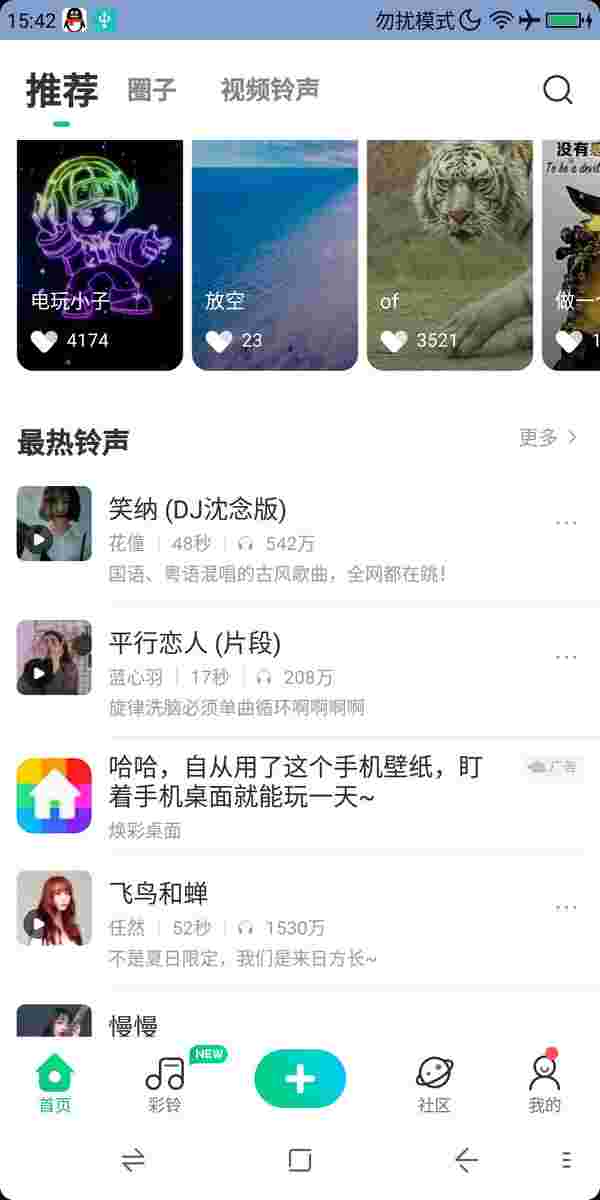 15:42 勿扰模式
推荐 圈子 视频铃声
没有
To be a devil
电玩小子 放空 of 做一个
4174 23 3521 1
最热铃声 更多
笑纳 (DJ沈念版)
花僮 48秒 542万
国语、粤语混唱的古风歌曲，全网都在跳！
平行恋人 (片段)
蓝心羽 17秒 208万
旋律洗脑必须单曲循环啊啊啊啊
哈哈，自从用了这个手机壁纸，盯 广告
着手机桌面就能玩一天~
焕彩桌面
飞鸟和蝉
任然 52秒 1530万
不是夏日限定，我们是来日方长~
慢慢
NEW
首页 彩铃 社区 我的